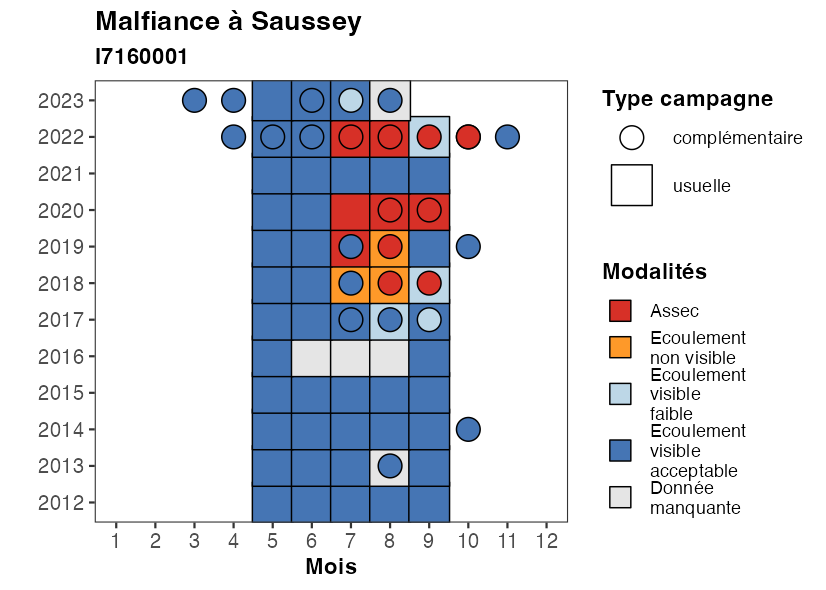 Malfiance à Saussey
I7160001
2023
2022
2021
2020
2019
2018
2017
2016
2015
2014
2013
2012
1 2 3 4 5 6 7 8 9 10 11 12
Mois
Type campagne
complémentaire
usuelle
Modalités
Assec
Ecoulement
non visible
Ecoulement
visible
faible
Ecoulement
visible
acceptable
Donnée
manquante